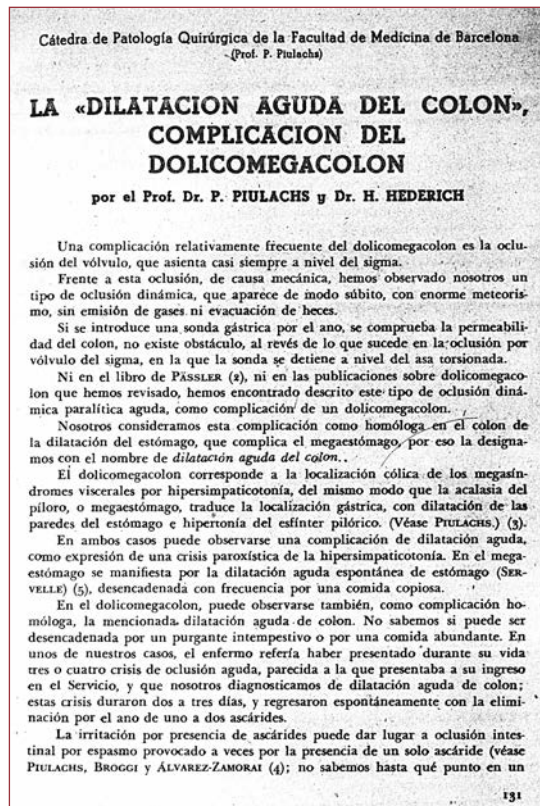 Cátedra de Patología Quirúrgica de la Facultad de Medicina de Barcelona
(Prof. P. Piulachs)
LA «DILATACION AGUDA DEL COLON»,
COMPLICACION DEL
DOLICOMEGACOLON
por el Prof. Dr. P. PIULACHS y Dr. H. HEDERICH
Una complicación relativamente frecuente del dolicomegacolon es la oclu-
sión del vólvulo, que asienta casi siempre a nivel del sigma.
Frente a esta oclusión, de causa mecánica, hemos observado nosotros un
tipo de oclusión dinámica, que aparece de modo súbito, con enorme meteoris-
mo, sin emisión de gases ni evacuación de heces.
Si se introduce una sonda gástrica por el ano, se comprueba la permeabili-
dad del colon, no existe obstáculo, al revés de lo que sucede en la oclusión por
vólvulo del sigma, en la que la sonda se detiene a nivel del asa torsionada.
Ni en el libro de PÄSSLER (2), ni en las publicaciones sobre dolicomegaco-
lon que hemos revisado, hemos encontrado descrito este tipo de oclusión diná-
mica paralítica aguda, como complicación de un dolicomegacolon.
Nosotros consideramos esta complicación como homóloga en el colon de
la dilatación del estómago, que complica el megaestómago, por eso la designa-
mos con el nombre de dilatación aguda del colon..
El dolicomegacolon corresponde a la localización cólica de los megasín-
dromes viscerales por hipersimpaticotonía, del mismo modo que la acalasia del
píloro, o megaestómago, traduce la localización gástrica, con dilatación de las
paredes del estómago e hipertonía del esfínter pilórico. (Véase PIULACHS.) (3).
En ambos casos puede observarse una complicación de dilatación aguda,
como expresión de una crisis paroxística de la hipersimpaticotonía. En el mega-
estómago se manifiesta por la dilatación aguda espontánea de estómago (SER-
VELLE) (5), desencadenada con frecuencia por una comida copiosa.
En el dolicomegacolon, puede observarse también, como complicación ho-
móloga, la mencionada dilatación aguda de colon. No sabemos si puede ser
desencadenada por un purgante intempestivo o por una comida abundante. En
unos de nuestros casos, el enfermo refería haber presentado durante su vida
tres o cuatro crisis de oclusión aguda, parecida a la que presentaba a su ingreso
en el Servicio, y que nosotros diagnosticamos de dilatación aguda de colon;
estas crisis duraron dos a tres días, y regresaron espontáneamente con la elimi-
nación por el ano de uno a dos ascárides.
La irritación por presencia de ascárides puede dar lugar a oclusión intes-
tinal por espasmo provocado a veces por la presencia de un solo ascáride (véase
PIULACHS, BROGGI y ÁLVAREZ-ZAMORAI (4); no sabemos hasta qué punto en un
131